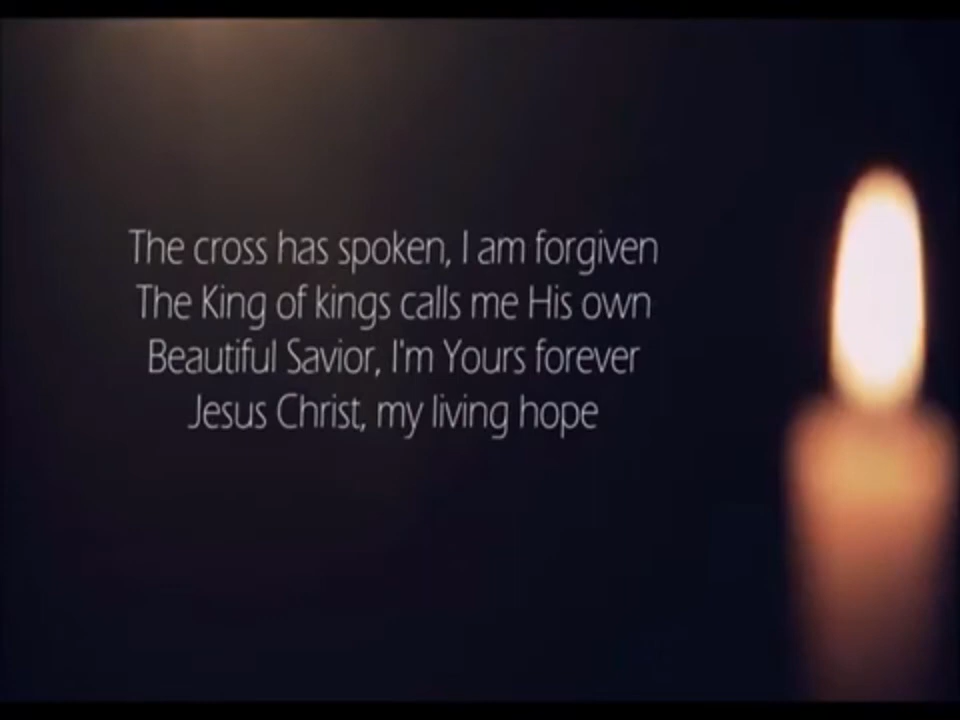 The cross has spoken, I am forgiven
The King of kings calls me His own
Beautiful Savior, I'm Yours forever
Jesus Christ, my living hope